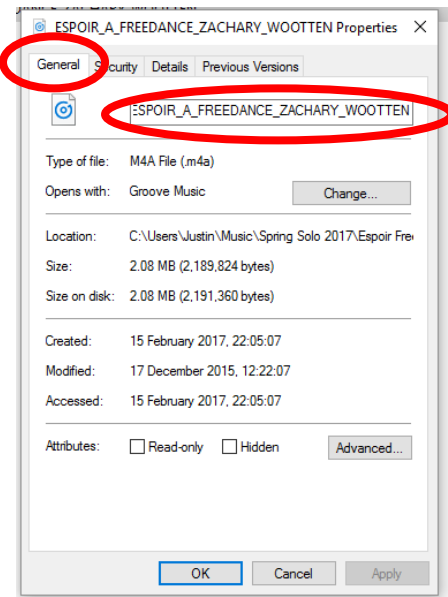 ESPOIR_A_FREEDANCE_ZACHARY_WOOTTEN Properties
General Security Details Previous Versions
ESPOIR_A_FREEDANCE_ZACHARY_WOOTTEN
Type of file: M4A File (.m4a)
Opens with: Groove Music Change...
Location: C:\Users\Justin\Music\Spring Solo 2017\Espoir Free
Size: 2.08 MB (2,189,824 bytes)
Size on disk: 2.08 MB (2,191,360 bytes)
Created: 15 February 2017, 22:05:07
Modified: 17 December 2015, 12:22:07
Accessed: 15 February 2017, 22:05:07
Attributes: Read-only Hidden Advanced...
OK Cancel Apply